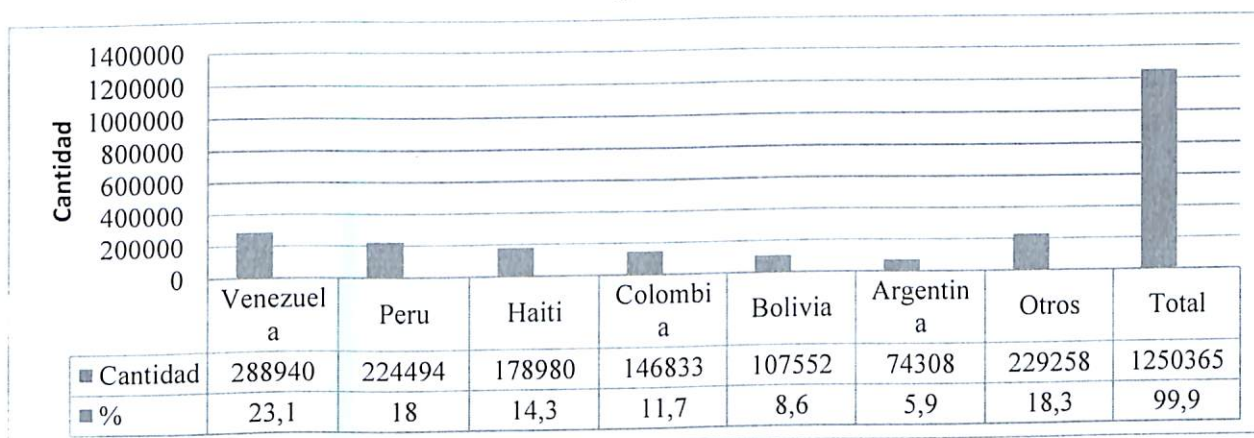 1400000
1200000
1000000
800000
600000
400000
200000
0
Cantidad
Venezuel
a
Peru
Haiti
Colombi
a
Bolivia
Argentin
a
Otros
Total
Cantidad 288940 224494 178980 146833 107552 74308 229258 1250365
% 23,1 18 14,3 11,7 8,6 5,9 18,3 99,9